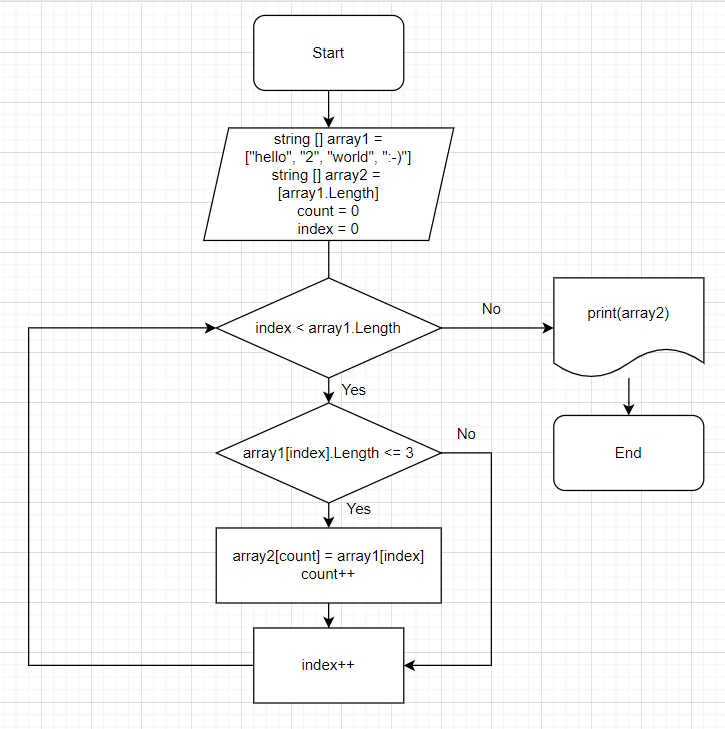 Start
string [] array1 =
["hello", "2", "world", ":-)"]
string [] array2 =
[array1.Length]
count = 0
index = 0
index < array1.Length
No
print(array2)
Yes
array1[index].Length <= 3
No
End
Yes
array2[count] = array1[index]
count++
index++